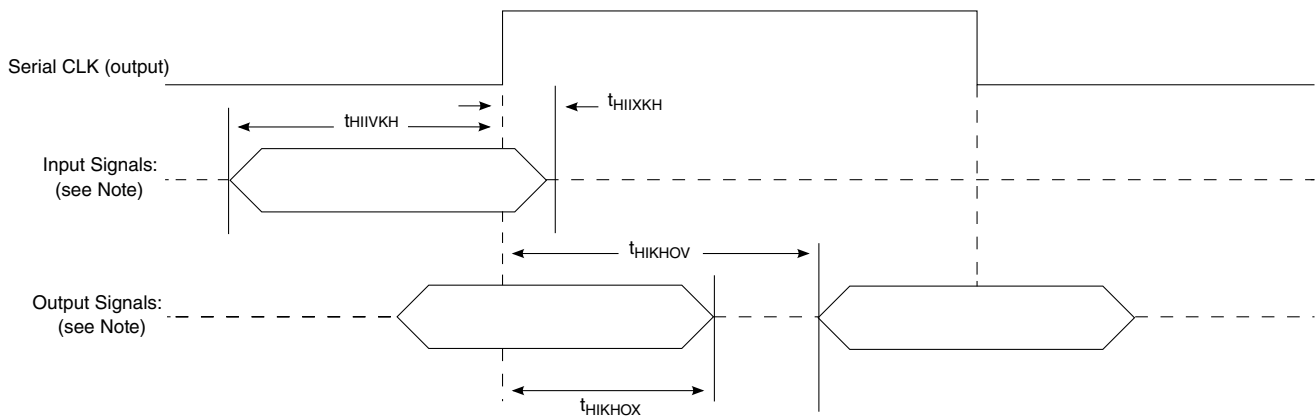 Serial CLK (output)
tHIIXKH
tHIIVKH
Input Signals:
(see Note)
tHIKHOV
Output Signals:
(see Note)
tHIKHOX